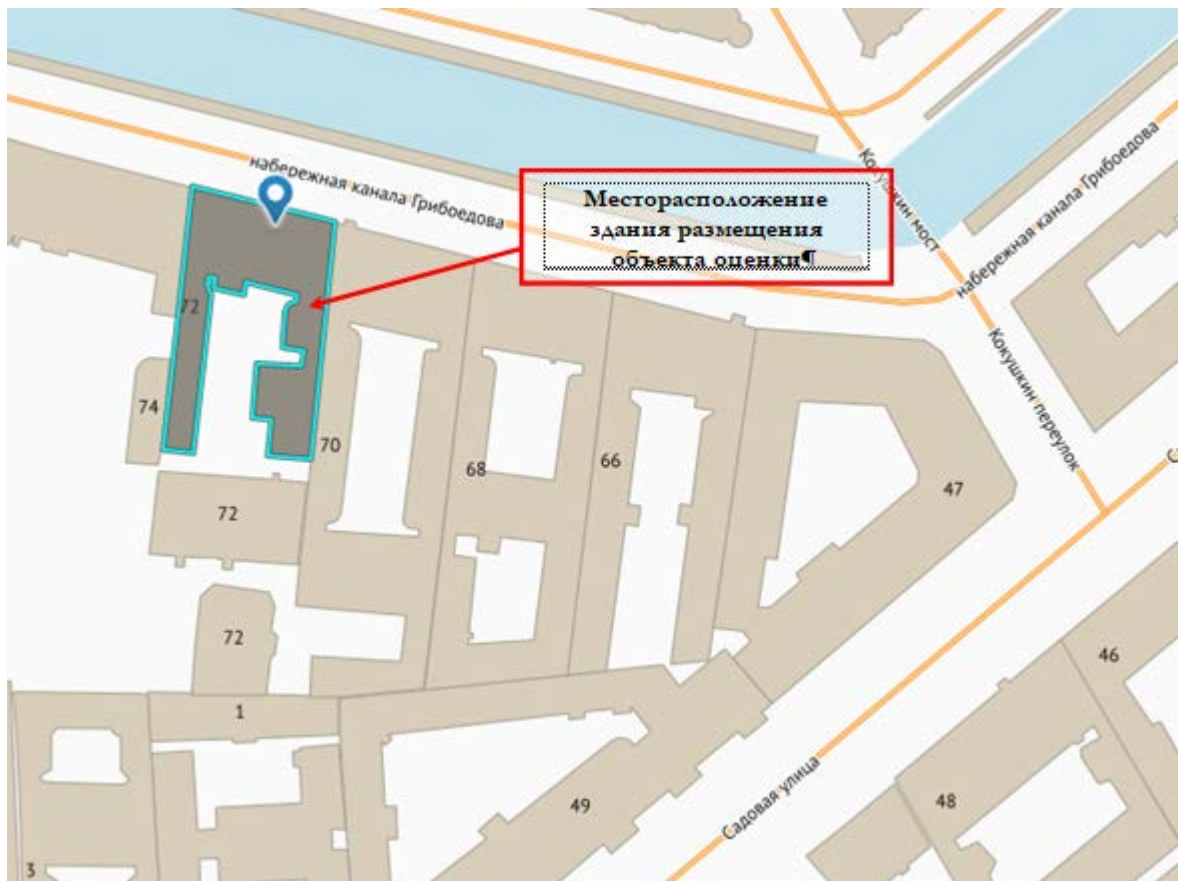 набережная канала Грибоедова
Кокушкин мост
набережная канала Грибоедова
Месторасположение
здания размещения
объекта оценки¶
72
Кокушкин переулок
74
70
68
66
47
72
72
46
1
Садовая улица
49
48
3